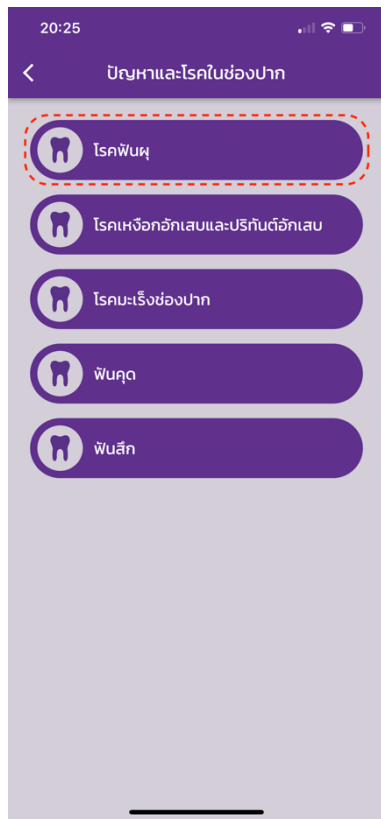 20:25
ปัญหาและโรคในช่องปาก
โรคฟันผุ
โรคเหงือกอักเสบและปริทันต์อักเสบ
โรคมะเร็งช่องปาก
ฟันคุด
ฟันสึก